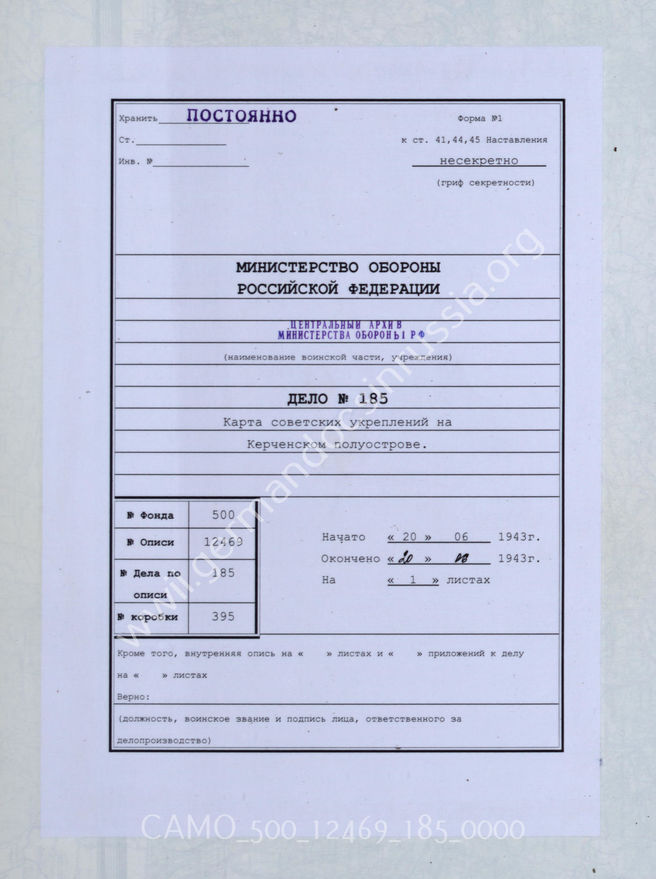 Хранить ПОСТОЯННО
Форма №1
Ст.
к ст. 41,44,45 Наставления
Инв. №
несекретно
(гриф секретности)
МИНИСТЕРСТВО ОБОРОНЫ
РОССИЙСКОЙ ФЕДЕРАЦИИ
ЦЕНТРАЛЬНЫЙ АРХИВ
МИНИСТЕРСТВА ОБОРОНЫ РФ
(наименование воинской части, учреждения)
ДЕЛО № 185
Карта советских укреплений на
Керченском полуострове.
№ Фонда 500
№ Описи 12469
№ Дела по описи 185
№ коробки 395
Начато « 20 » 06 1943г.
Окончено « 20 » 1943г.
На « 1 » листах
Кроме того, внутренняя опись на « » листах и « » приложений к делу
на « » листах
Верно:
(должность, воинское звание и подпись лица, ответственного за
делопроизводство)
www.germandocsinrussia.org
CAMO_500_12469_185_0000